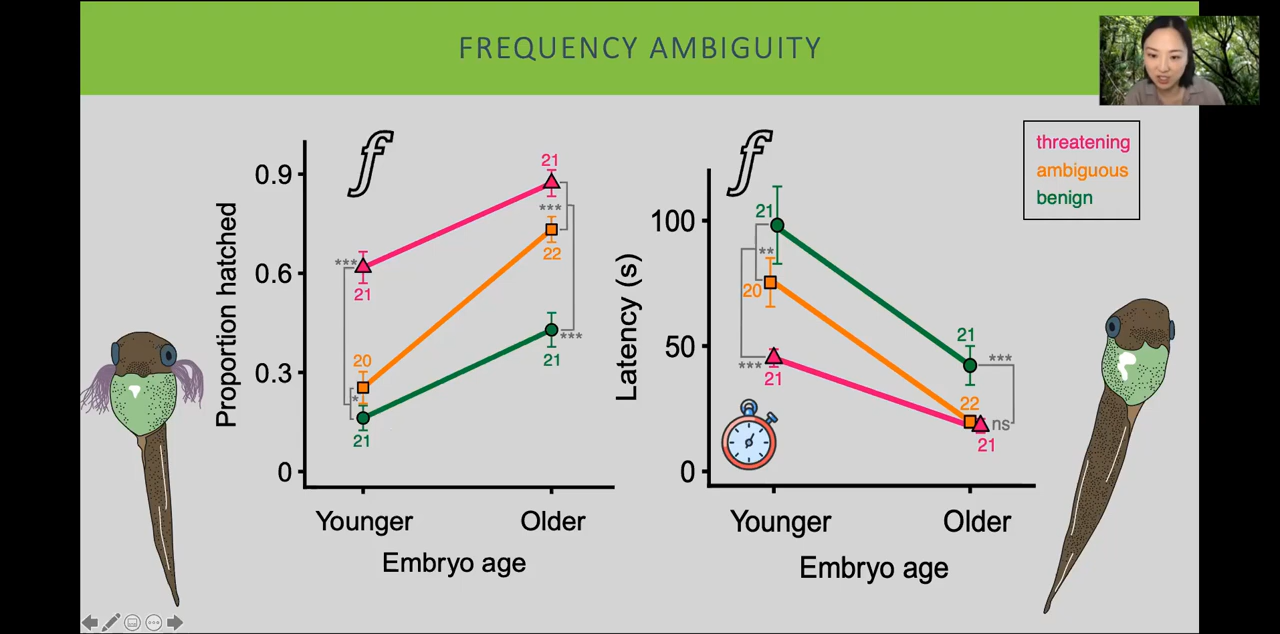 FREQUENCY AMBIGUITY
threatening
ambiguous
benign
f
Proportion hatched
0.9
0.6
0.3
0
***
21
20
*
21
21
***
22
21
***
Younger
Older
Embryo age
f
Latency (s)
100
50
0
21
**
20
***
21
21
***
22
ns
21
Younger
Older
Embryo age